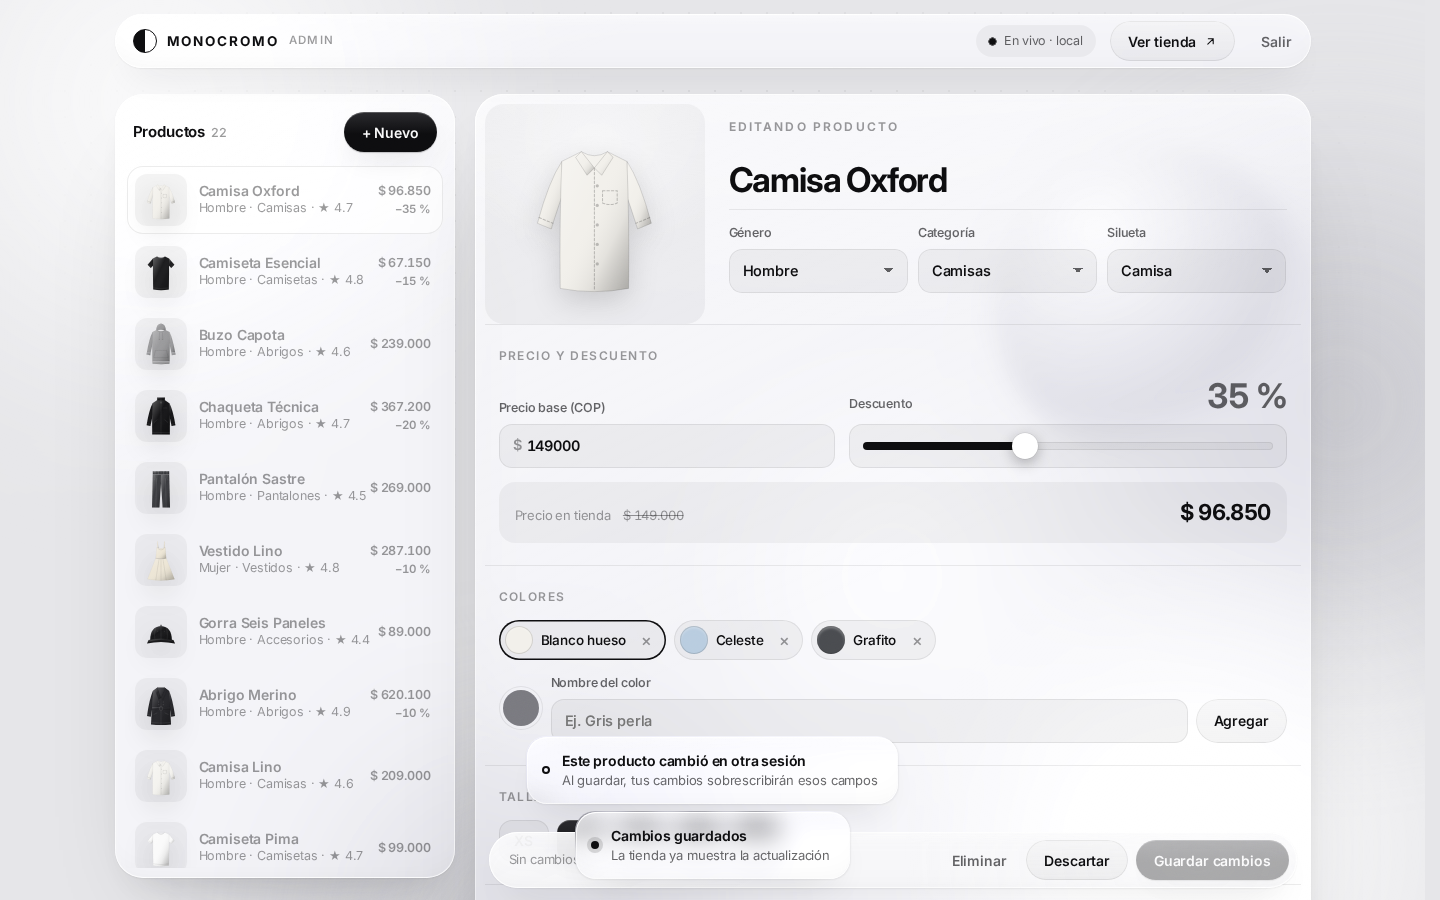 MONOCROMO ADMIN
En vivo · local
Ver tienda ↗
Salir
Productos 22
+ Nuevo
Camisa Oxford
Hombre · Camisas · ★ 4.7
$ 96.850
−35 %
Camiseta Esencial
Hombre · Camisetas · ★ 4.8
$ 67.150
−15 %
Buzo Capota
Hombre · Abrigos · ★ 4.6
$ 239.000
Chaqueta Técnica
Hombre · Abrigos · ★ 4.7
$ 367.200
−20 %
Pantalón Sastre
Hombre · Pantalones · ★ 4.5
$ 269.000
Vestido Lino
Mujer · Vestidos · ★ 4.8
$ 287.100
−10 %
Gorra Seis Paneles
Hombre · Accesorios · ★ 4.4
$ 89.000
Abrigo Merino
Hombre · Abrigos · ★ 4.9
$ 620.100
−10 %
Camisa Lino
Hombre · Camisas · ★ 4.6
$ 209.000
Camiseta Pima
Hombre · Camisetas · ★ 4.7
$ 99.000
EDITANDO PRODUCTO
Camisa Oxford
Género
Categoría
Silueta
Hombre
Camisas
Camisa
PRECIO Y DESCUENTO
Precio base (COP)
Descuento
35 %
$ 149000
Precio en tienda $ 149.000
$ 96.850
COLORES
Blanco hueso ×
Celeste ×
Grafito ×
Nombre del color
Ej. Gris perla
Agregar
Este producto cambió en otra sesión
Al guardar, tus cambios sobrescribirán esos campos
TALL
XS
Cambios guardados
La tienda ya muestra la actualización
Sin cambios
Eliminar
Descartar
Guardar cambios